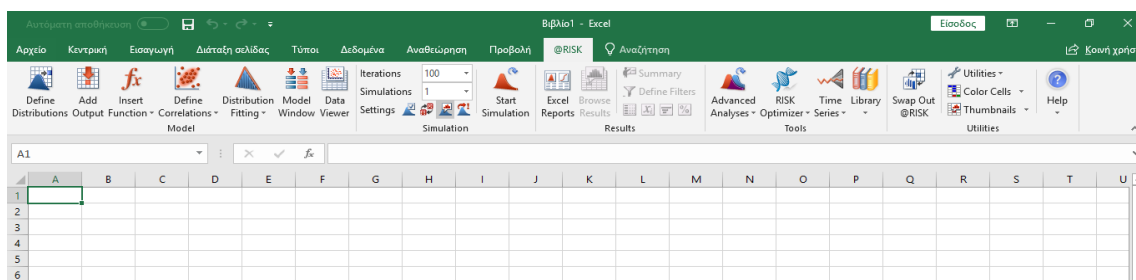 Αυτόματη αποθήκευση
Βιβλίο1 - Excel
Είσοδος
Αρχείο Κεντρική Εισαγωγή Διάταξη σελίδας Τύποι Δεδομένα Αναθεώρηση Προβολή @RISK Αναζήτηση Κοινή χρήσ
Define Distributions
Add Output
Insert Function
Define Correlations
Distribution Fitting
Model Window
Data Viewer
Model
Iterations 100
Simulations 1
Settings
Start Simulation
Simulation
Excel Reports
Browse Results
Summary
Define Filters
Results
Advanced Analyses
RISK Optimizer
Time Series
Library
Tools
Swap Out @RISK
Utilities
Color Cells
Thumbnails
Help
Utilities
A1 fx
A B C D E F G H I J K L M N O P Q R S T U
1
2
3
4
5
6